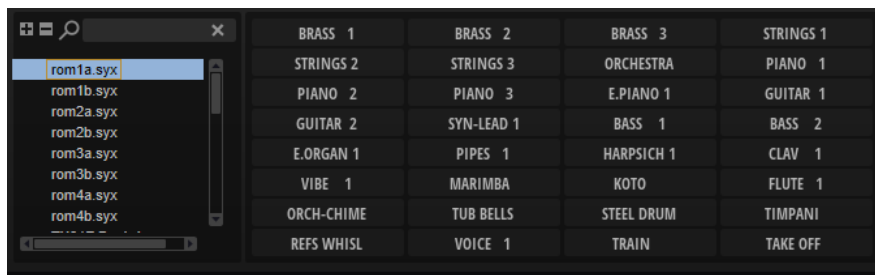 rom1a.syx
rom1b.syx
rom2a.syx
rom2b.syx
rom3a.syx
rom3b.syx
rom4a.syx
rom4b.syx
BRASS 1 BRASS 2 BRASS 3 STRINGS 1
STRINGS 2 STRINGS 3 ORCHESTRA PIANO 1
PIANO 2 PIANO 3 E.PIANO 1 GUITAR 1
GUITAR 2 SYN-LEAD 1 BASS 1 BASS 2
E.ORGAN 1 PIPES 1 HARPSICH 1 CLAV 1
VIBE 1 MARIMBA KOTO FLUTE 1
ORCH-CHIME TUB BELLS STEEL DRUM TIMPANI
REFS WHISL VOICE 1 TRAIN TAKE OFF